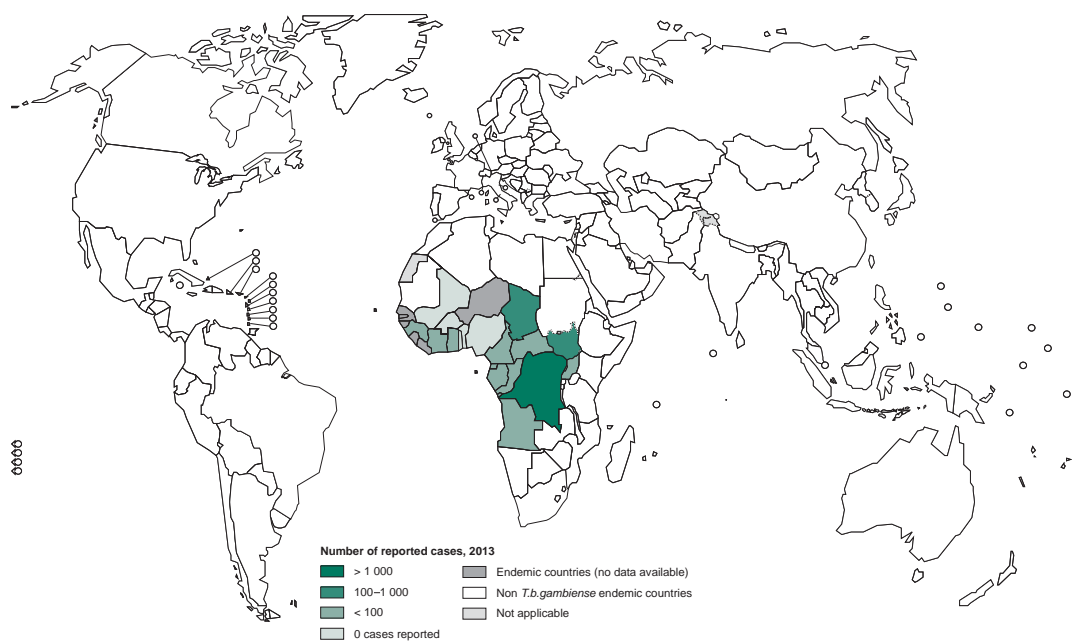 Number of reported cases, 2013
> 1 000
100–1 000
< 100
0 cases reported
Endemic countries (no data available)
Non T.b.gambiense endemic countries
Not applicable